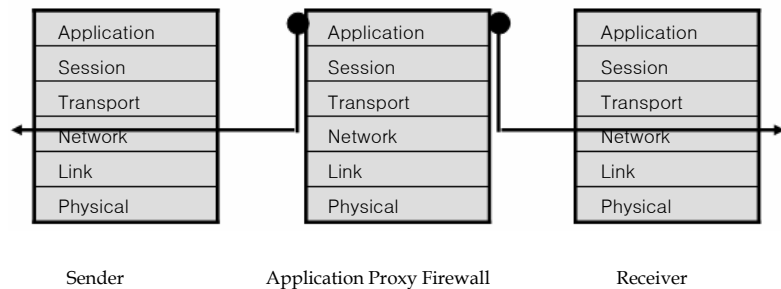 Application Application Application
Session Session Session
Transport Transport Transport
Network Network Network
Link Link Link
Physical Physical Physical
Sender Application Proxy Firewall Receiver